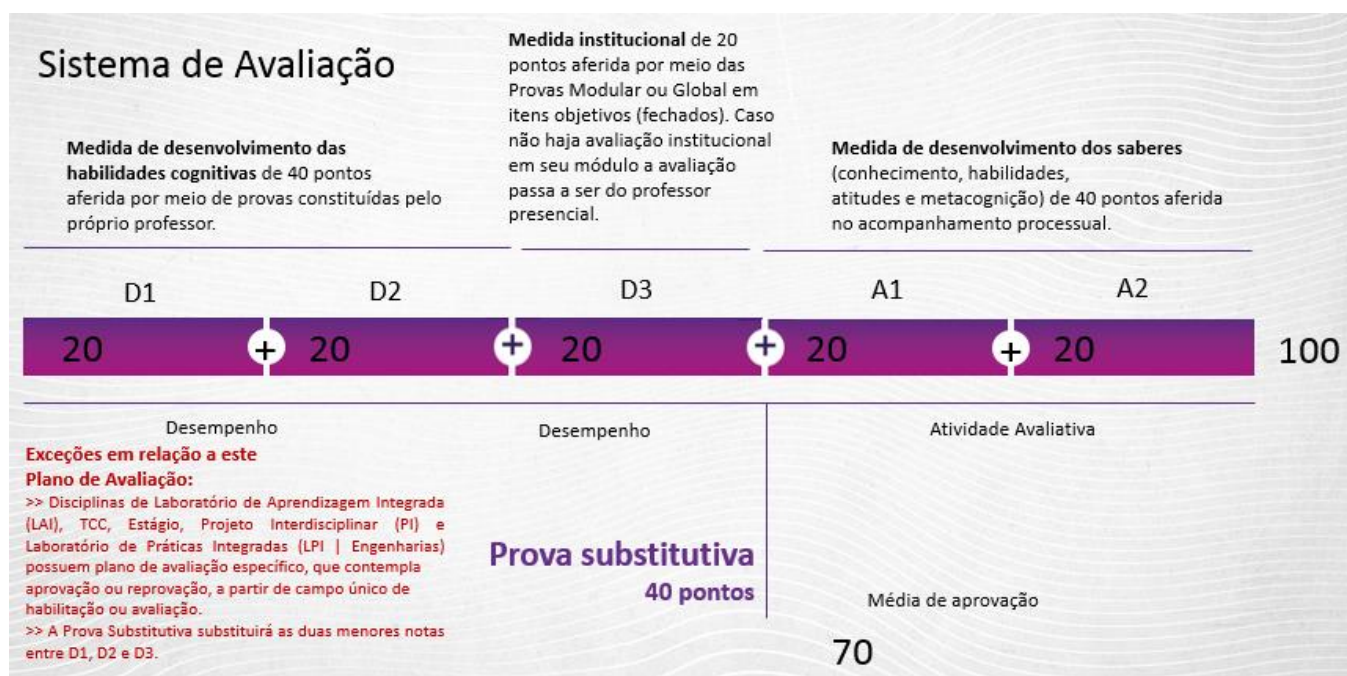 Sistema de Avaliação
Medida de desenvolvimento das
habilidades cognitivas de 40 pontos
aferida por meio de provas constituídas pelo
próprio professor.
Medida institucional de 20
pontos aferida por meio das
Provas Modular ou Global em
itens objetivos (fechados). Caso
não haja avaliação institucional
em seu módulo a avaliação
passa a ser do professor
presencial.
Medida de desenvolvimento dos saberes
(conhecimento, habilidades,
atitudes e metacognição) de 40 pontos aferida
no acompanhamento processual.
D1 D2 D3 A1 A2
20 + 20 + 20 + 20 + 20 100
Desempenho Desempenho Atividade Avaliativa
Exceções em relação a este
Plano de Avaliação:
>> Disciplinas de Laboratório de Aprendizagem Integrada
(LAI), TCC, Estágio, Projeto Interdisciplinar (PI) e
Laboratório de Práticas Integradas (LPI | Engenharias)
possuem plano de avaliação específico, que contempla
aprovação ou reprovação, a partir de campo único de
habilitação ou avaliação.
>> A Prova Substitutiva substituirá as duas menores notas
entre D1, D2 e D3.
Prova substitutiva
40 pontos
Média de aprovação
70